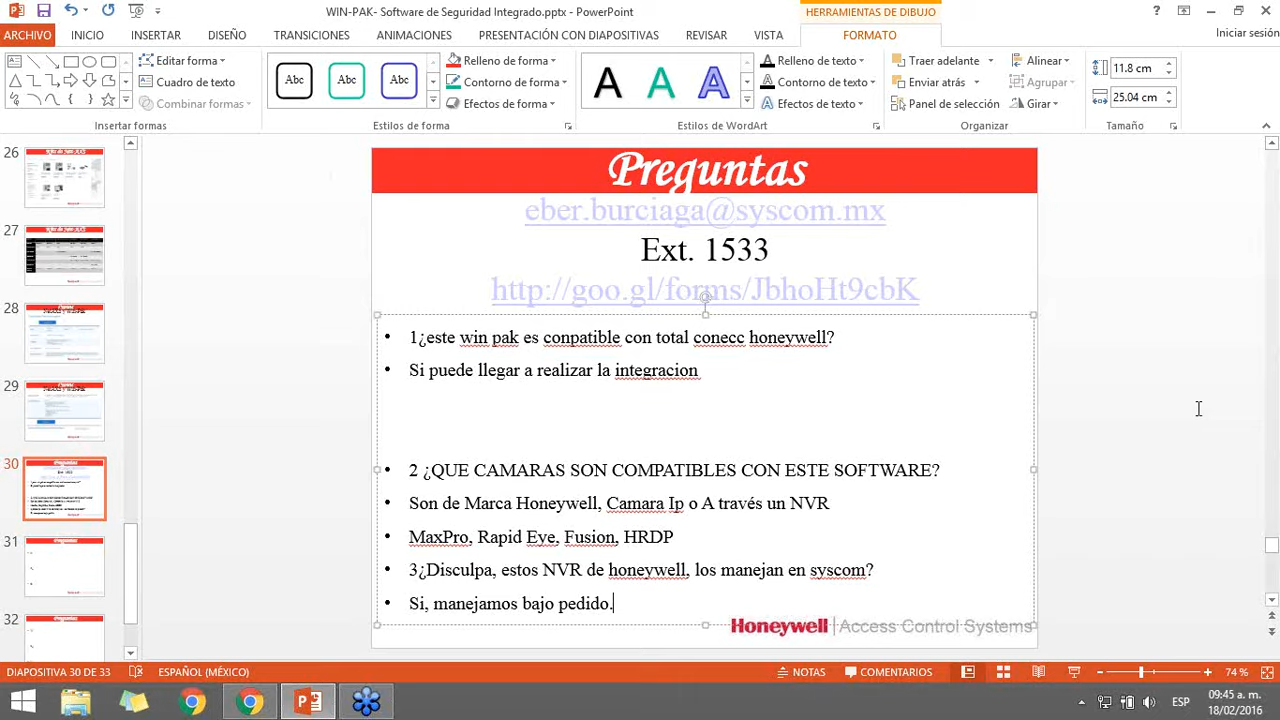 WIN-PAK- Software de Seguridad Integrado.pptx - PowerPoint
HERRAMIENTAS DE DIBUJO
ARCHIVO INICIO INSERTAR DISEÑO TRANSICIONES ANIMACIONES PRESENTACIÓN CON DIAPOSITIVAS REVISAR VISTA FORMATO
Iniciar sesión
Editar forma
Cuadro de texto
Combinar formas
Insertar formas
Abc Abc Abc
Relleno de forma
Contorno de forma
Efectos de forma
Estilos de forma
A A A
Relleno de texto
Contorno de texto
Efectos de texto
Estilos de WordArt
Traer adelante
Enviar atrás
Panel de selección
Alinear
Agrupar
Girar
Organizar
11.8 cm
25.04 cm
Tamaño
26
27
28
29
30
31
32
Preguntas
eber.burciaga@syscom.mx
Ext. 1533
http://goo.gl/forms/JbhoHt9cbK
• 1¿este win pak es conpatible con total conecc honeywell?
• Si puede llegar a realizar la integracion
• 2 ¿QUE CAMARAS SON COMPATIBLES CON ESTE SOFTWARE?
• Son de marca Honeywell, Camara Ip o A través un NVR.
• MaxPro, Rapid Eye, Fusion, HRDP
• 3¿Disculpa, estos NVR de honeywell, los manejan en syscom?
• Si, manejamos bajo pedido.
Honeywell | Access Control Systems
DIAPOSITIVA 30 DE 33 ESPAÑOL (MÉXICO) NOTAS COMENTARIOS 74 %
ESP
09:45 a. m.
18/02/2016